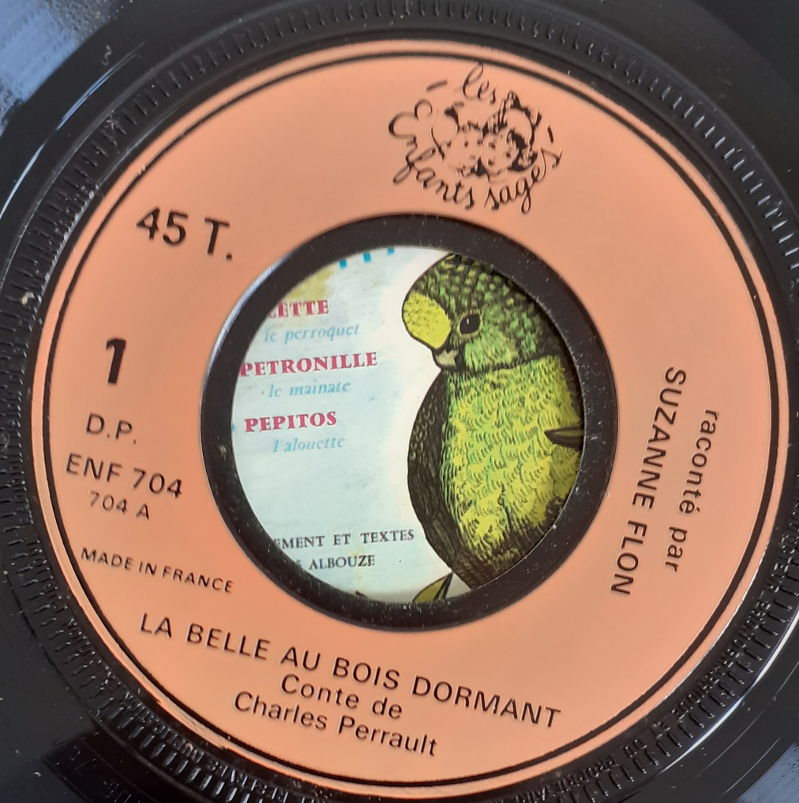 les
Enfants sages
45 T.
1
D.P.
ENF 704
704 A
MADE IN FRANCE
raconté par
SUZANNE FLON
LA BELLE AU BOIS DORMANT
Conte de
Charles Perrault
le perroquet
PETRONILLE
le mainate
PEPITOS
l'alouette
ET TEXTES
ALBOUZE